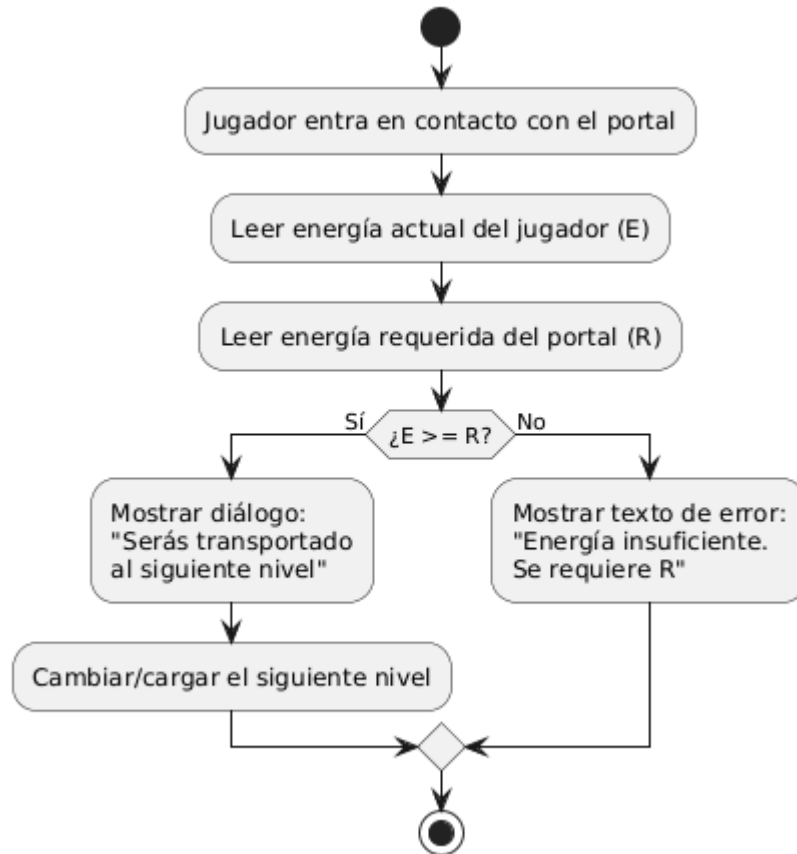 Jugador entra en contacto con el portal
Leer energía actual del jugador (E)
Leer energía requerida del portal (R)
Sí
¿E >= R?
No
Mostrar diálogo:
"Serás transportado
al siguiente nivel"
Mostrar texto de error:
"Energía insuficiente.
Se requiere R"
Cambiar/cargar el siguiente nivel